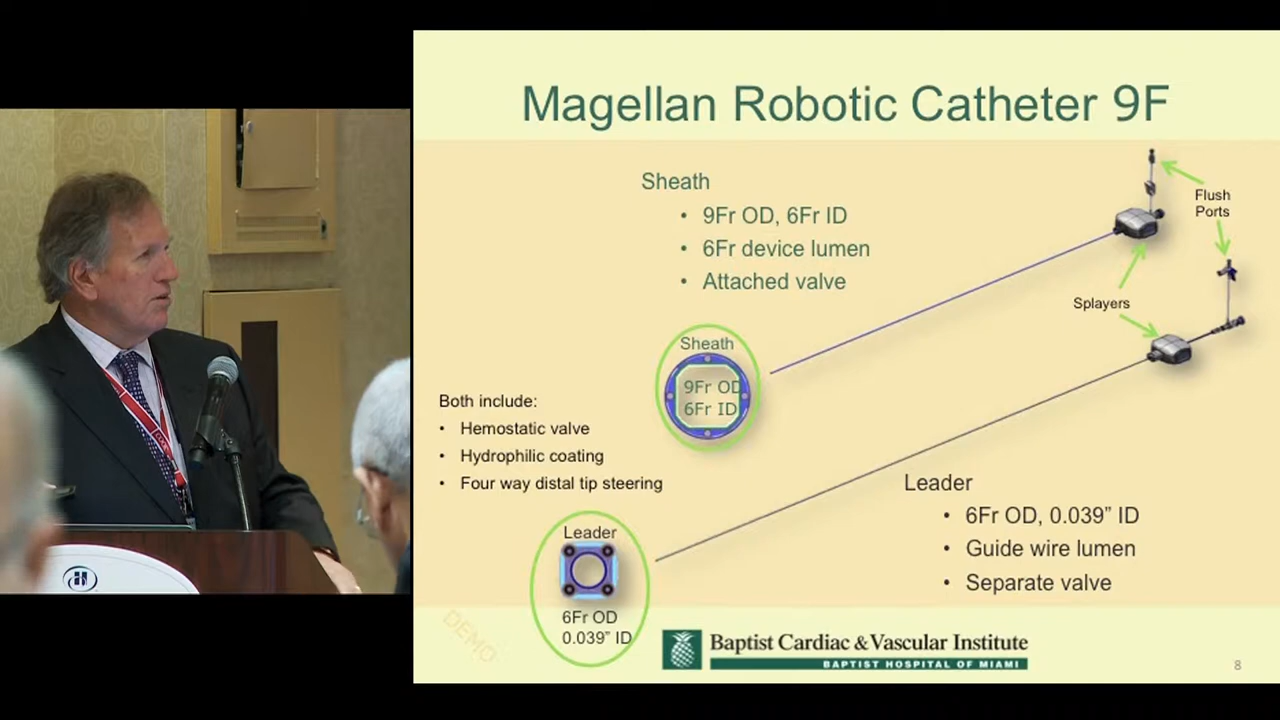 Magellan Robotic Catheter 9F
Sheath
• 9Fr OD, 6Fr ID
• 6Fr device lumen
• Attached valve
Flush
Ports
Splayers
Sheath
9Fr OD
6Fr ID
Both include:
• Hemostatic valve
• Hydrophilic coating
• Four way distal tip steering
Leader
• 6Fr OD, 0.039” ID
• Guide wire lumen
• Separate valve
Leader
6Fr OD
0.039” ID
DEMO
Baptist Cardiac & Vascular Institute
BAPTIST HOSPITAL OF MIAMI
8